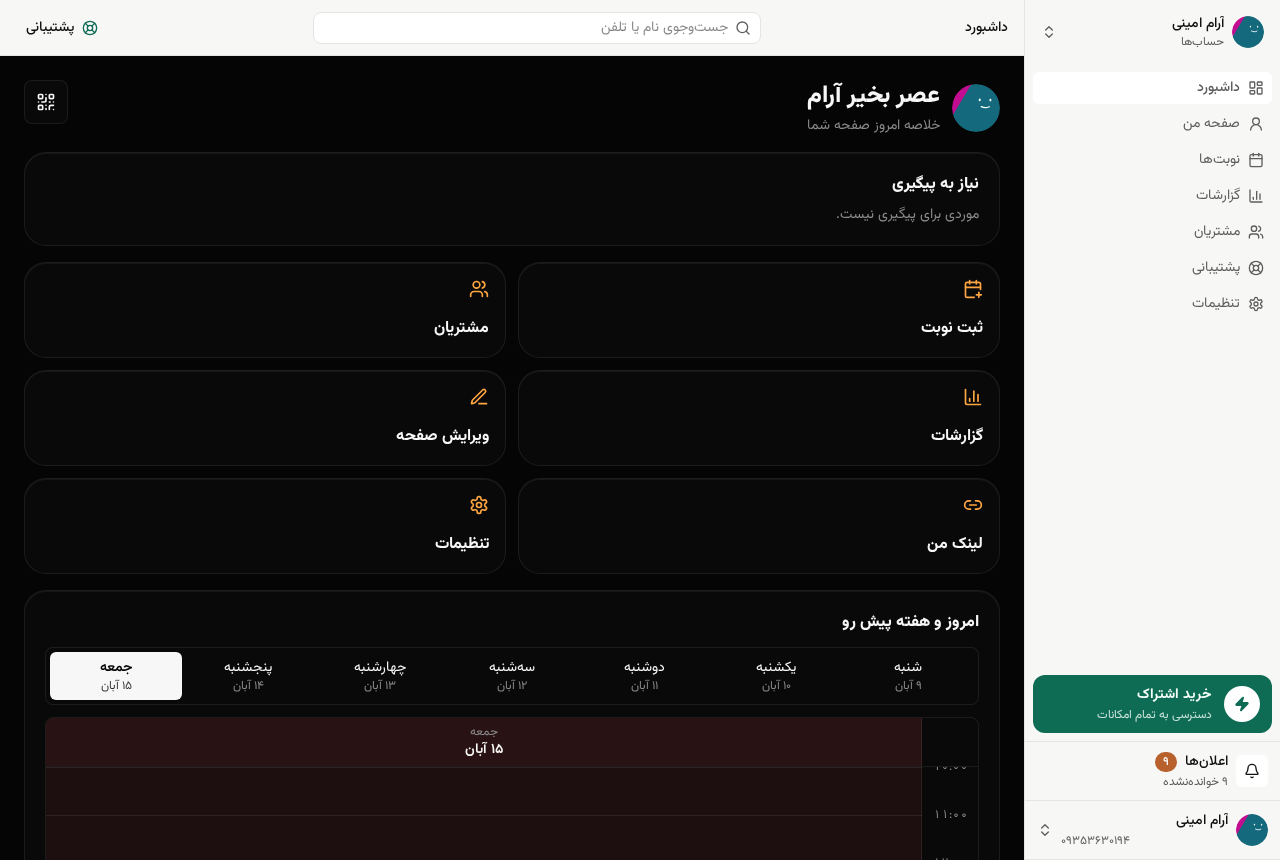 آرام امینی
حساب‌ها
داشبورد
صفحه من
نوبت‌ها
گزارشات
مشتریان
پشتیبانی
تنظیمات
خرید اشتراک
دسترسی به تمام امکانات
اعلان‌ها ۹
۹ خوانده‌نشده
آرام امینی
۰۹۳۵۳۶۳۰۱۹۴
داشبورد
جست‌وجوی نام یا تلفن
پشتیبانی
عصر بخیر آرام
خلاصه امروز صفحه شما
نیاز به پیگیری
موردی برای پیگیری نیست.
ثبت نوبت
مشتریان
گزارشات
ویرایش صفحه
لینک من
تنظیمات
امروز و هفته پیش رو
شنبه یکشنبه دوشنبه سه‌شنبه چهارشنبه پنجشنبه جمعه
۹ آبان ۱۰ آبان ۱۱ آبان ۱۲ آبان ۱۳ آبان ۱۴ آبان ۱۵ آبان
جمعه
۱۵ آبان
۱۱:۰۰